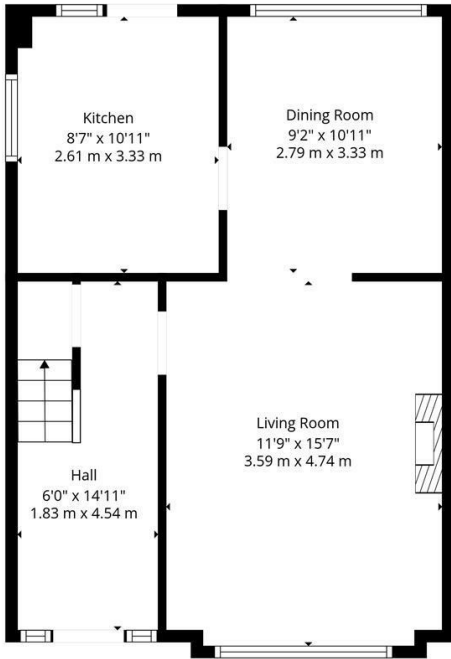 Kitchen
8'7" x 10'11"
2.61 m x 3.33 m
Dining Room
9'2" x 10'11"
2.79 m x 3.33 m
Living Room
11'9" x 15'7"
3.59 m x 4.74 m
Hall
6'0" x 14'11"
1.83 m x 4.54 m